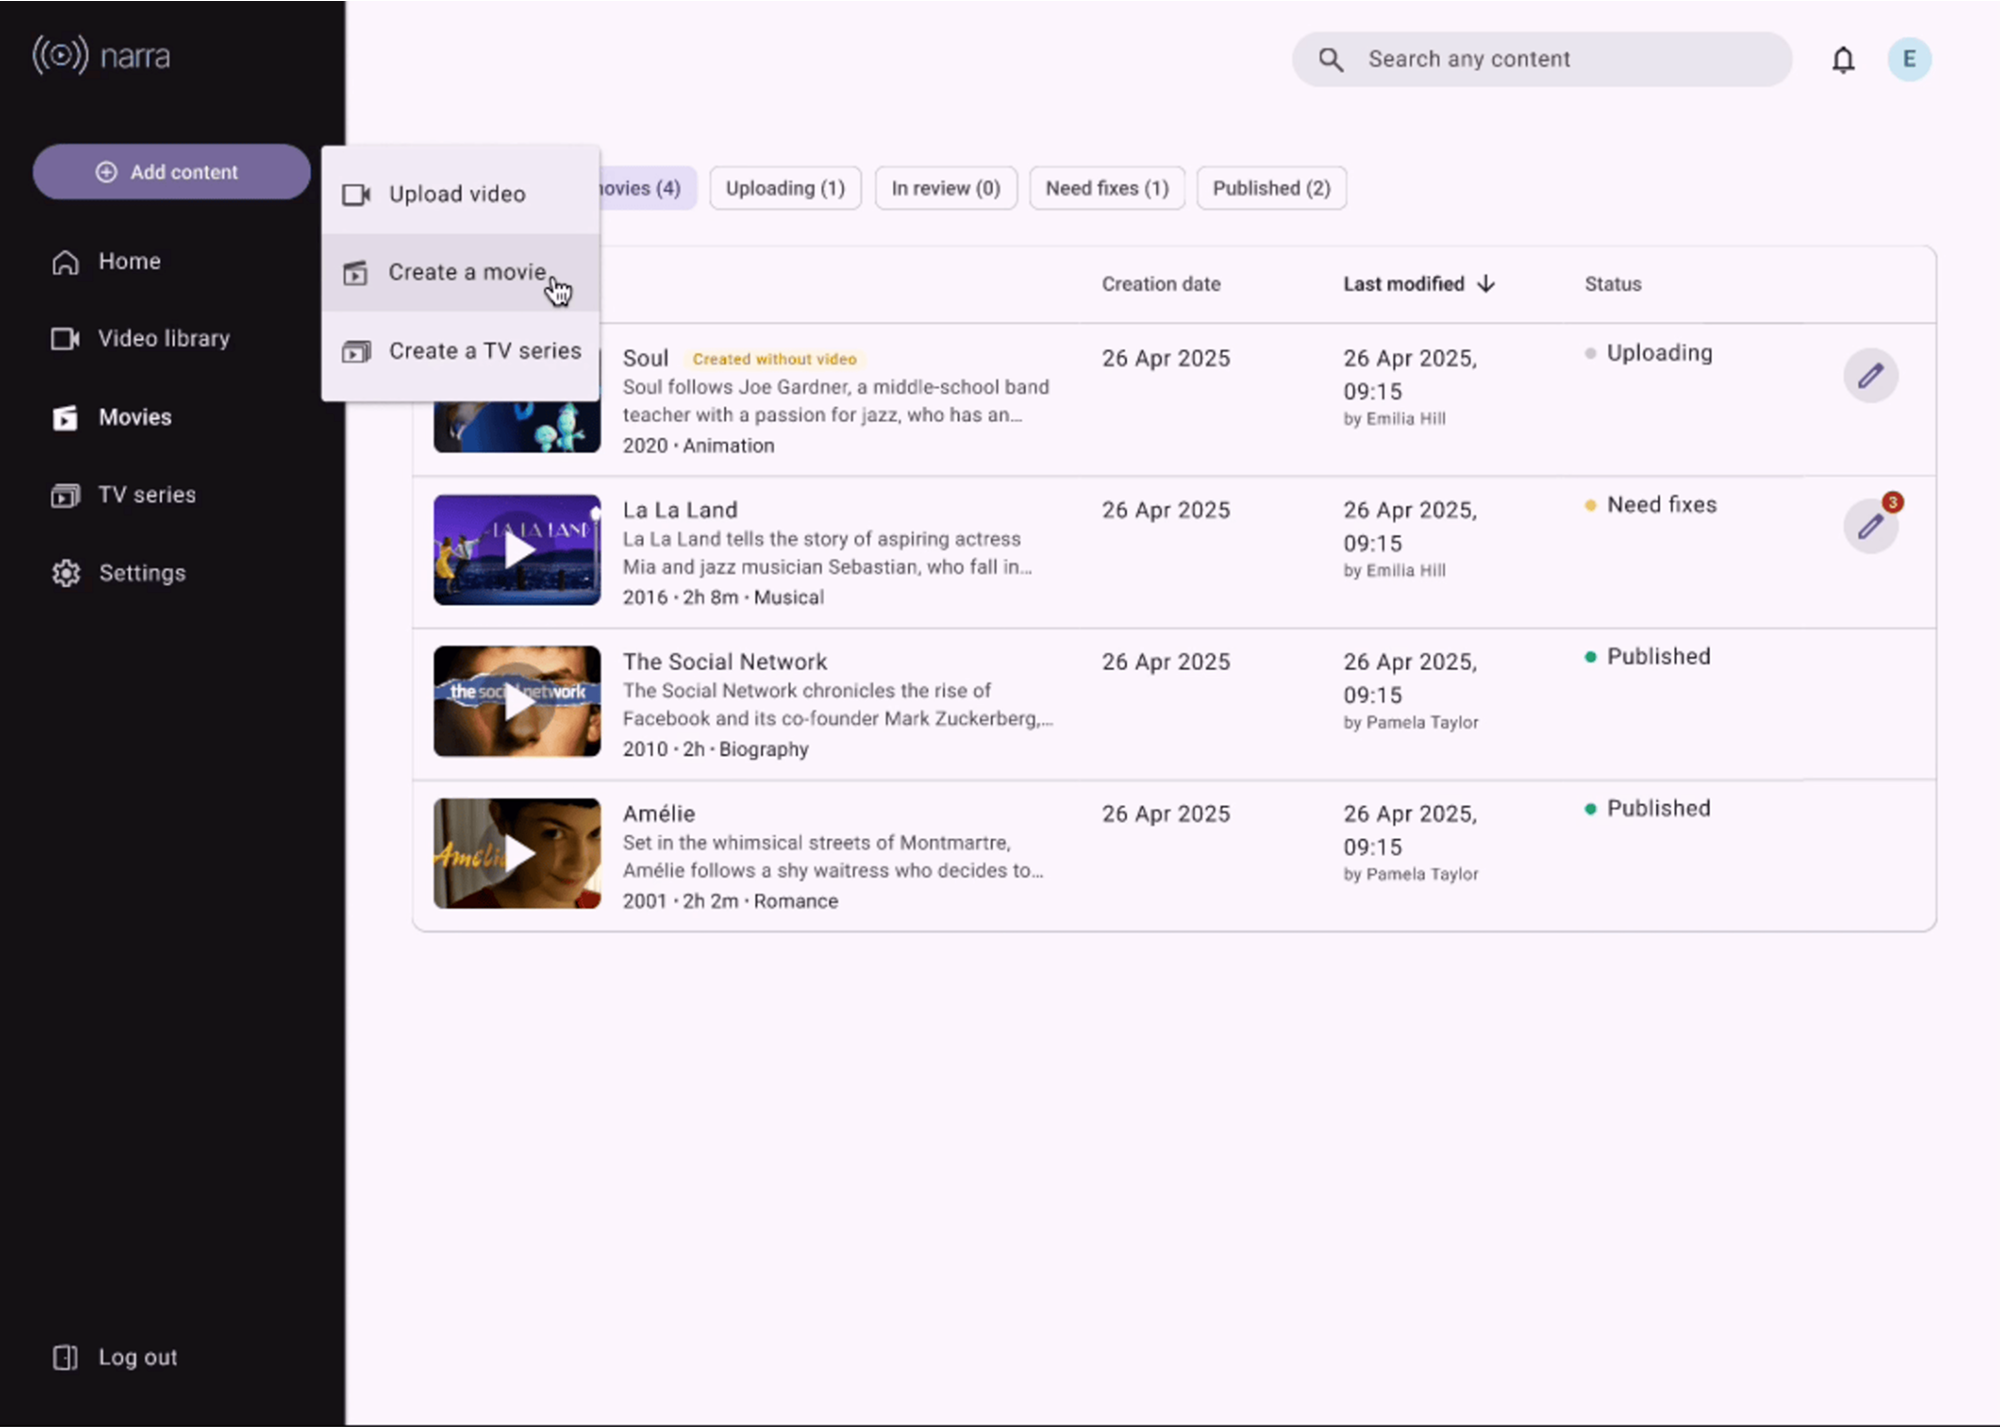 narra
Search any content
E
Add content
Home
Video library
Movies
TV series
Settings
Log out
Upload video
Create a movie
Create a TV series
(4)
Uploading (1)
In review (0)
Need fixes (1)
Published (2)
Creation date
Last modified
Status
Soul
Created without video
Soul follows Joe Gardner, a middle-school band
teacher with a passion for jazz, who has an...
2020 · Animation
26 Apr 2025
26 Apr 2025,
09:15
by Emilia Hill
Uploading
LA LA LAND
La La Land
La La Land tells the story of aspiring actress
Mia and jazz musician Sebastian, who fall in...
2016 · 2h 8m · Musical
26 Apr 2025
26 Apr 2025,
09:15
by Emilia Hill
Need fixes
3
the social network
The Social Network
The Social Network chronicles the rise of
Facebook and its co-founder Mark Zuckerberg,...
2010 · 2h · Biography
26 Apr 2025
26 Apr 2025,
09:15
by Pamela Taylor
Published
Amélie
Amélie
Set in the whimsical streets of Montmartre,
Amélie follows a shy waitress who decides to...
2001 · 2h 2m · Romance
26 Apr 2025
26 Apr 2025,
09:15
by Pamela Taylor
Published